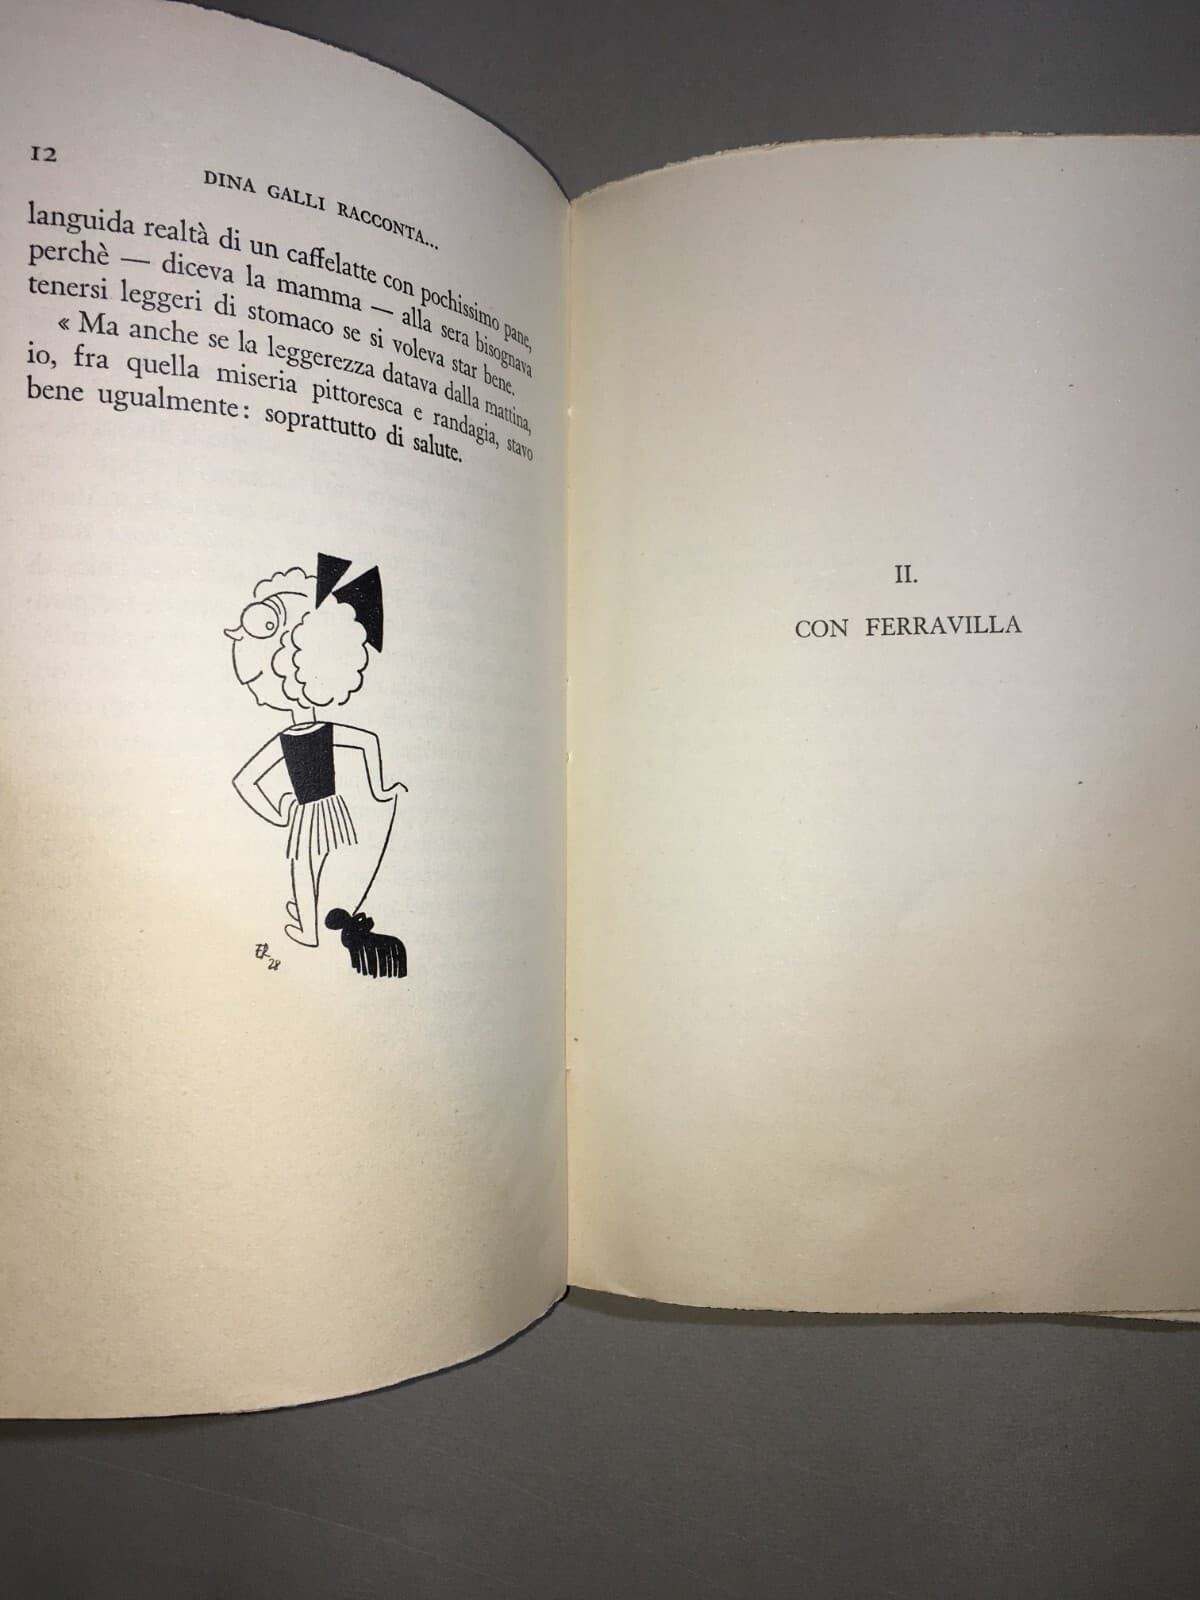 12
DINA GALLI RACCONTA...
languida realtà di un caffelatte con pochissimo pane,
perchè — diceva la mamma — alla sera bisognava
tenersi leggeri di stomaco se si voleva star bene.
« Ma anche se la leggerezza datava dalla mattina,
io, fra quella miseria pittoresca e randagia, stavo
bene ugualmente: soprattutto di salute.
28
II.
CON FERRAVILLA